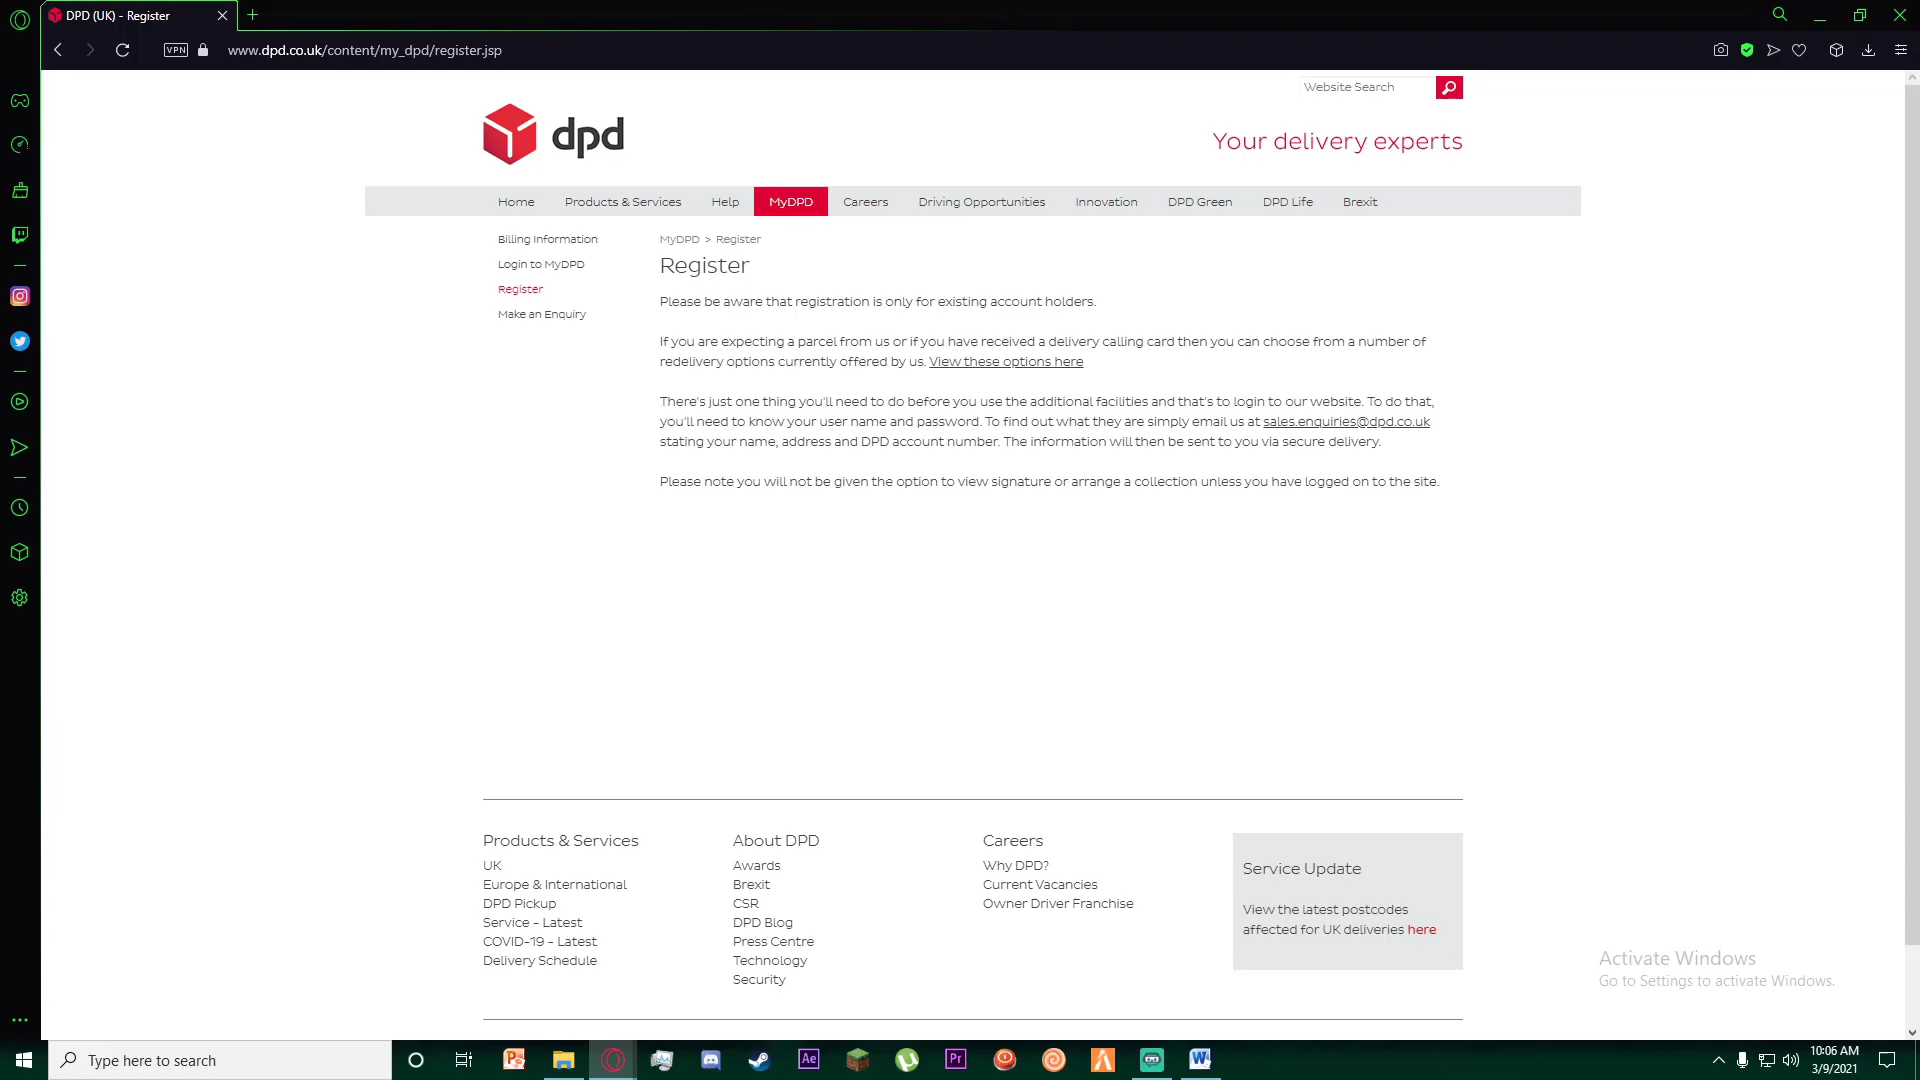 DPD (UK) - Register
VPN
www.dpd.co.uk/content/my_dpd/register.jsp
Website Search
dpd
Your delivery experts
Home Products & Services Help MyDPD Careers Driving Opportunities Innovation DPD Green DPD Life Brexit
Billing Information
Login to MyDPD
Register
Make an Enquiry
MyDPD > Register
Register
Please be aware that registration is only for existing account holders.
If you are expecting a parcel from us or if you have received a delivery calling card then you can choose from a number of
redelivery options currently offered by us. View these options here
There's just one thing you'll need to do before you use the additional facilities and that's to login to our website. To do that,
you'll need to know your user name and password. To find out what they are simply email us at sales.enquiries@dpd.co.uk
stating your name, address and DPD account number. The information will then be sent to you via secure delivery.
Please note you will not be given the option to view signature or arrange a collection unless you have logged on to the site.
Products & Services
UK
Europe & International
DPD Pickup
Service - Latest
COVID-19 - Latest
Delivery Schedule
About DPD
Awards
Brexit
CSR
DPD Blog
Press Centre
Technology
Security
Careers
Why DPD?
Current Vacancies
Owner Driver Franchise
Service Update
View the latest postcodes
affected for UK deliveries here
Activate Windows
Go to Settings to activate Windows.
Type here to search
Ae
Pr
10:06 AM
3/9/2021